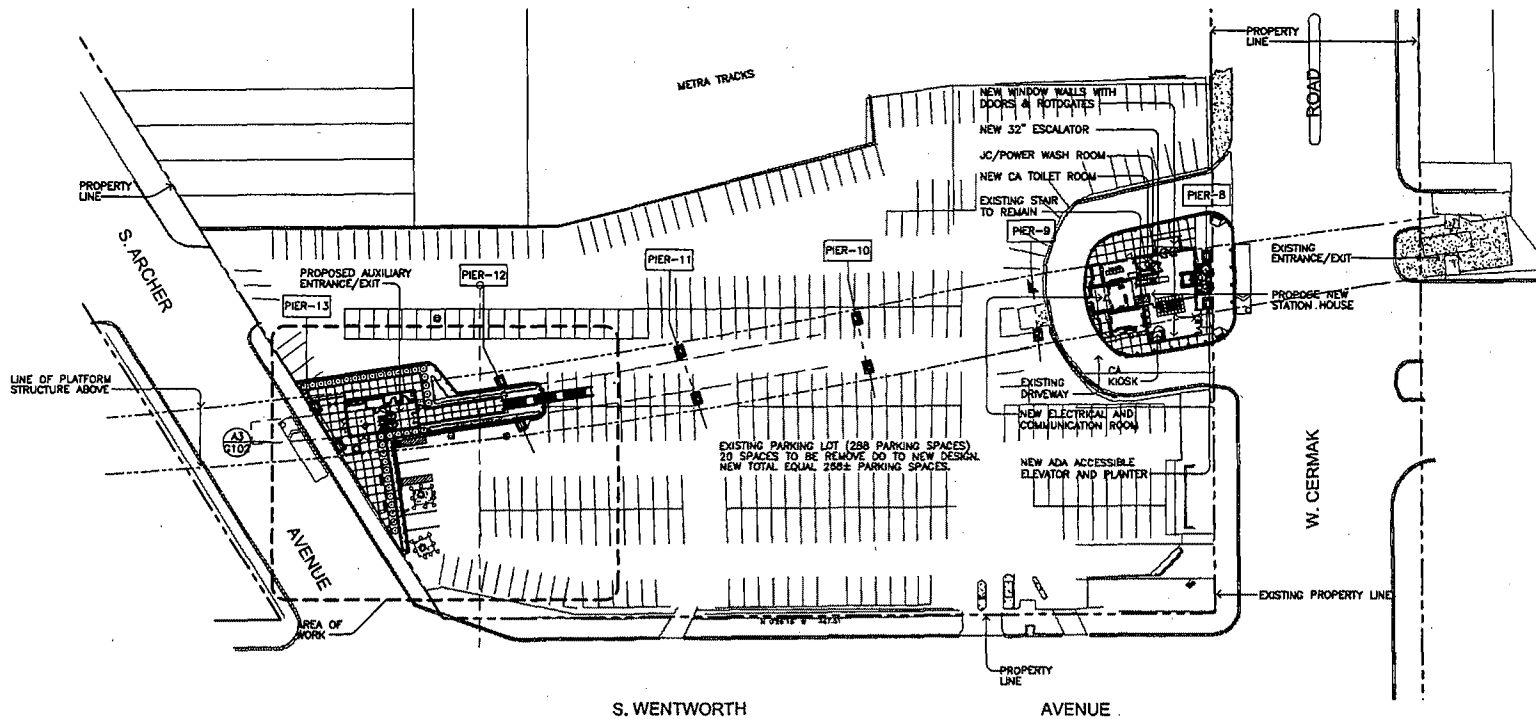 METRA TRACKS
PROPERTY
LINE
ROAD
NEW WINDOW WALLS WITH
DOORS & ROTOGATES
NEW 32" ESCALATOR
JC/POWER WASH ROOM
NEW CA TOILET ROOM
EXISTING STAIR
TO REMAIN
PIER-8
PIER-9
PROPERTY
LINE
S. ARCHER
PROPOSED AUXILIARY
ENTRANCE/EXIT
PIER-12
PIER-11
PIER-10
PIER-13
EXISTING
ENTRANCE/EXIT
PROPOSE NEW
STATION HOUSE
LINE OF PLATFORM
STRUCTURE ABOVE
A3
G102
CA
KIOSK
EXISTING
DRIVEWAY
NEW ELECTRICAL AND
COMMUNICATION ROOM
EXISTING PARKING LOT (288 PARKING SPACES)
20 SPACES TO BE REMOVE DO TO NEW DESIGN.
NEW TOTAL EQUAL 268± PARKING SPACES.
NEW ADA ACCESSIBLE
ELEVATOR AND PLANTER
W. CERMAK
AVENUE
AREA OF
WORK
EXISTING PROPERTY LINE
PROPERTY
LINE
S. WENTWORTH
AVENUE